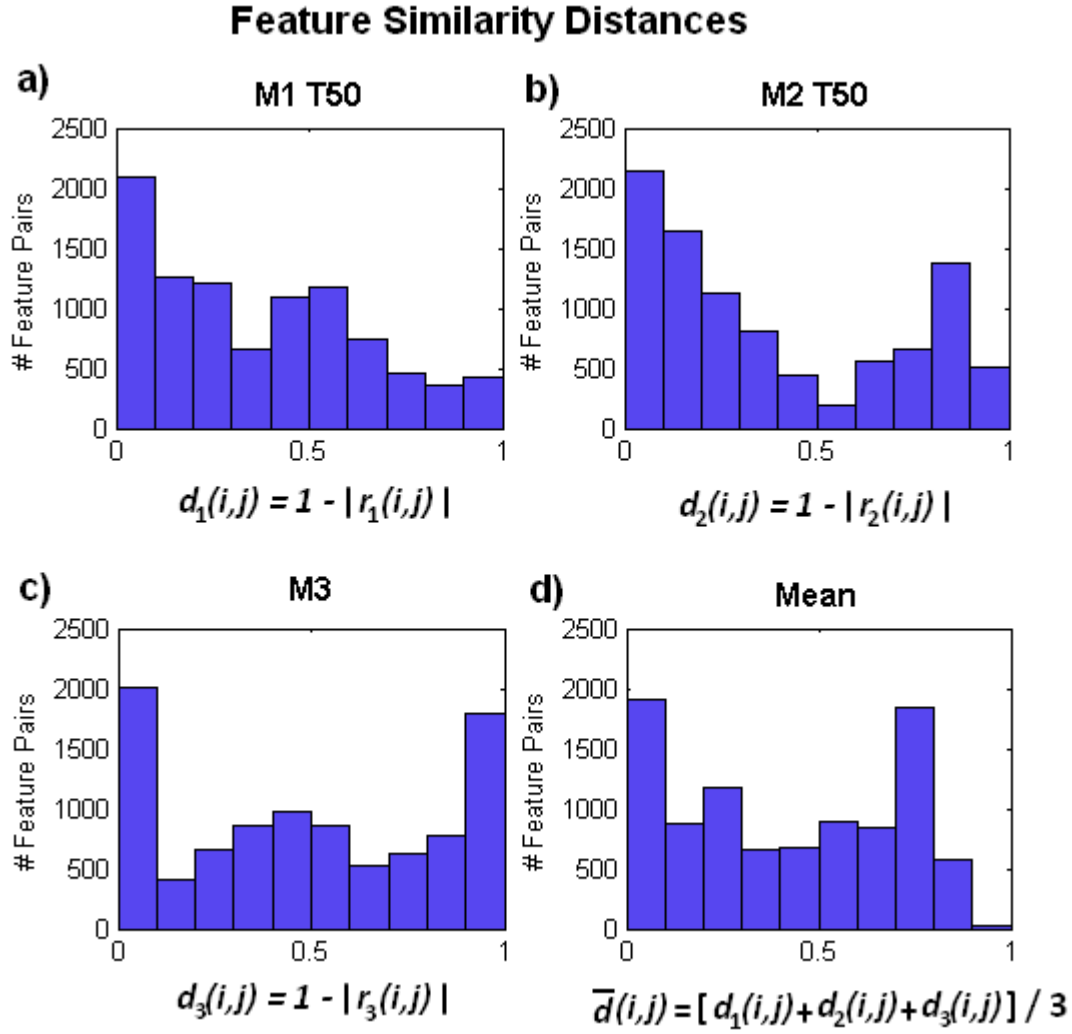 Feature Similarity Distances
a)
M1 T50
# Feature Pairs
2500
2000
1500
1000
500
0
0
0.5
1
d₁(i,j) = 1 - | r₁(i,j) |
b)
M2 T50
# Feature Pairs
2500
2000
1500
1000
500
0
0
0.5
1
d₂(i,j) = 1 - | r₂(i,j) |
c)
M3
# Feature Pairs
2500
2000
1500
1000
500
0
0
0.5
1
d₃(i,j) = 1 - | r₃(i,j) |
d)
Mean
# Feature Pairs
2500
2000
1500
1000
500
0
0
0.5
1
d̅(i,j) = [ d₁(i,j) + d₂(i,j) + d₃(i,j) ] / 3